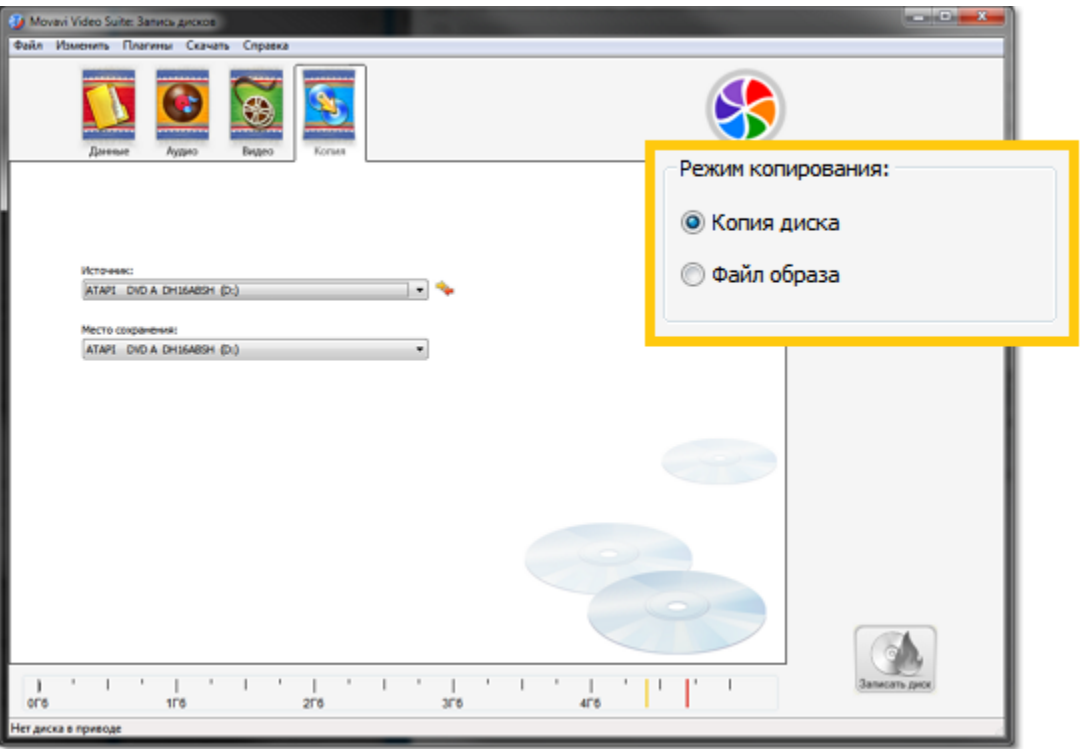 Movavi Video Suite: Запись дисков
Файл Изменить Плагины Скачать Справка
Данные Аудио Видео Копия
Режим копирования:
Копия диска
Файл образа
Источник:
ATAPI DVD A DH16ABSH (D:)
Место сохранения:
ATAPI DVD A DH16ABSH (D:)
Записать диск
0Гб 1Гб 2Гб 3Гб 4Гб
Нет диска в приводе